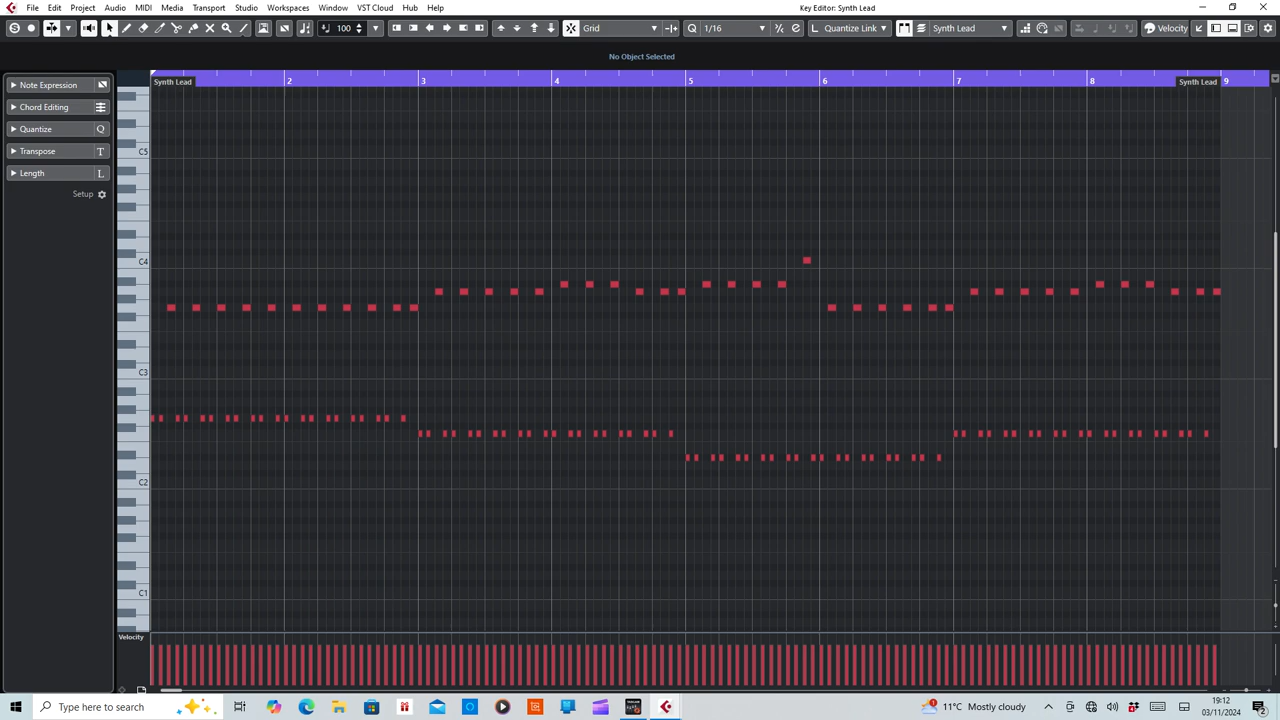 File Edit Project Audio MIDI Media Transport Studio Workspaces Window VST Cloud Hub Help
Key Editor: Synth Lead
S 100 Grid Q 1/16 Quantize Link Synth Lead Velocity
No Object Selected
Note Expression
Chord Editing
Quantize Q
Transpose T
Length L
Setup
2 3 4 5 6 7 8 9
Synth Lead Synth Lead
C5
C4
C3
C2
C1
Velocity
Type here to search
11°C Mostly cloudy
19:12
03/11/2024